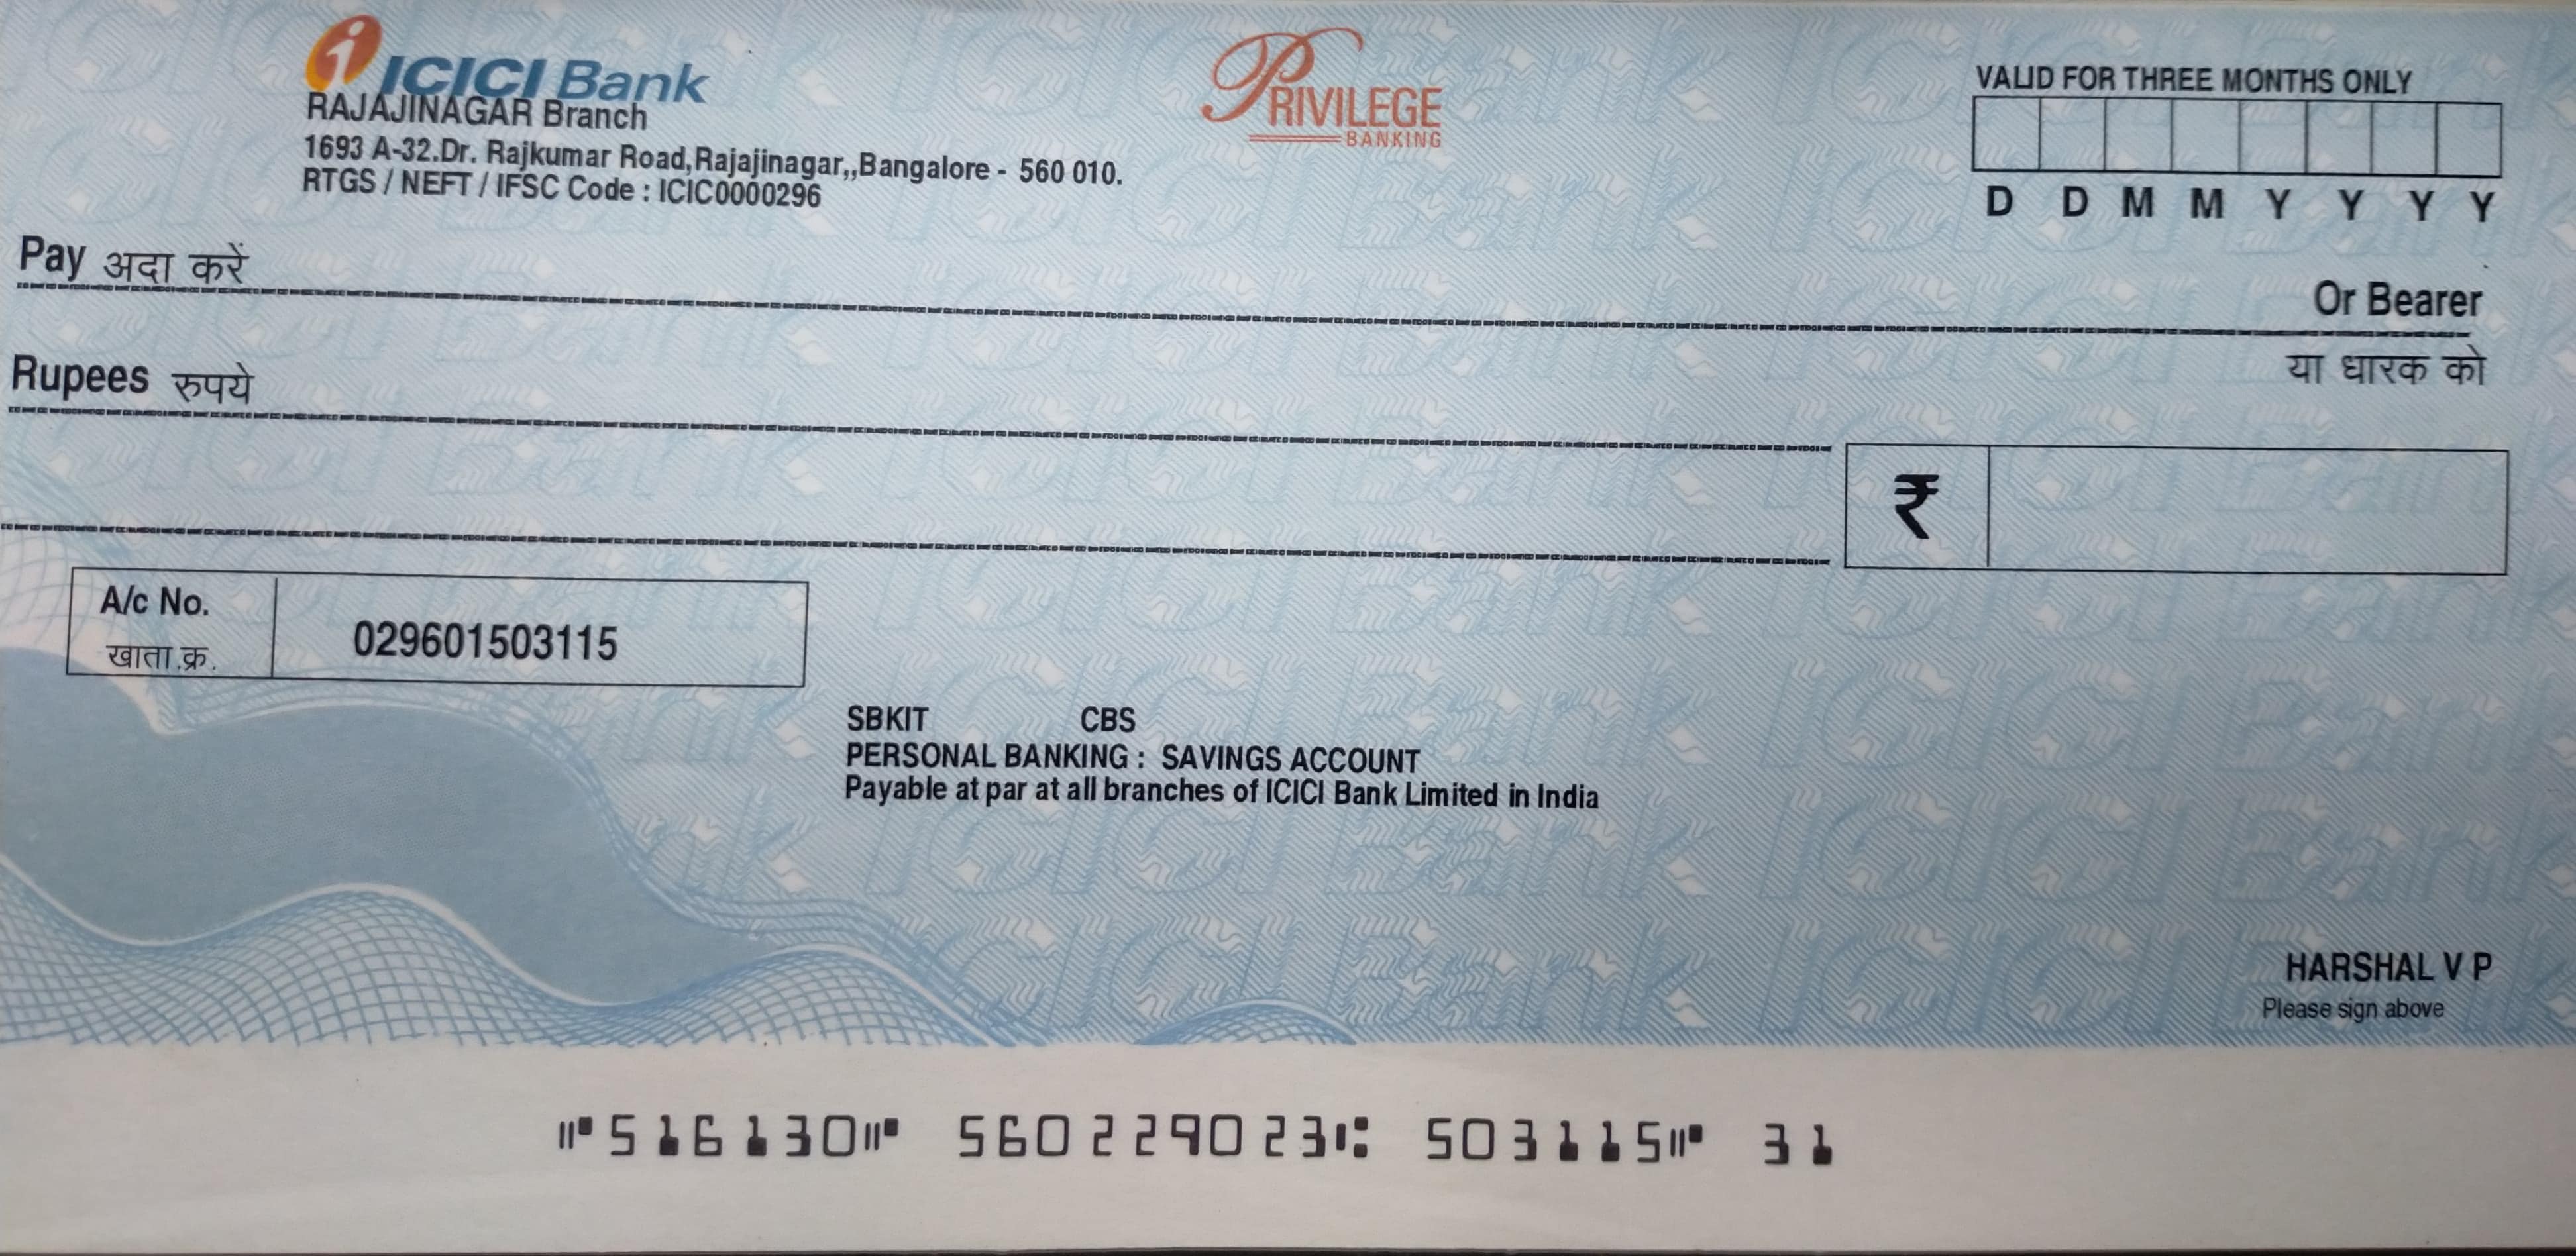 ICICI Bank
RAJAJINAGAR Branch
1693 A-32.Dr. Rajkumar Road,Rajajinagar,,Bangalore - 560 010.
RTGS / NEFT / IFSC Code : ICIC0000296
PRIVILEGE
BANKING
VALID FOR THREE MONTHS ONLY
D D M M Y Y Y Y
Pay अदा करें
Or Bearer
या धारक को
Rupees रुपये
₹
A/c No.
खाता.क्र.
029601503115
SBKIT CBS
PERSONAL BANKING : SAVINGS ACCOUNT
Payable at par at all branches of ICICI Bank Limited in India
HARSHAL V P
Please sign above
⑈516130⑈ 560229023⑆ 503115⑈ 31